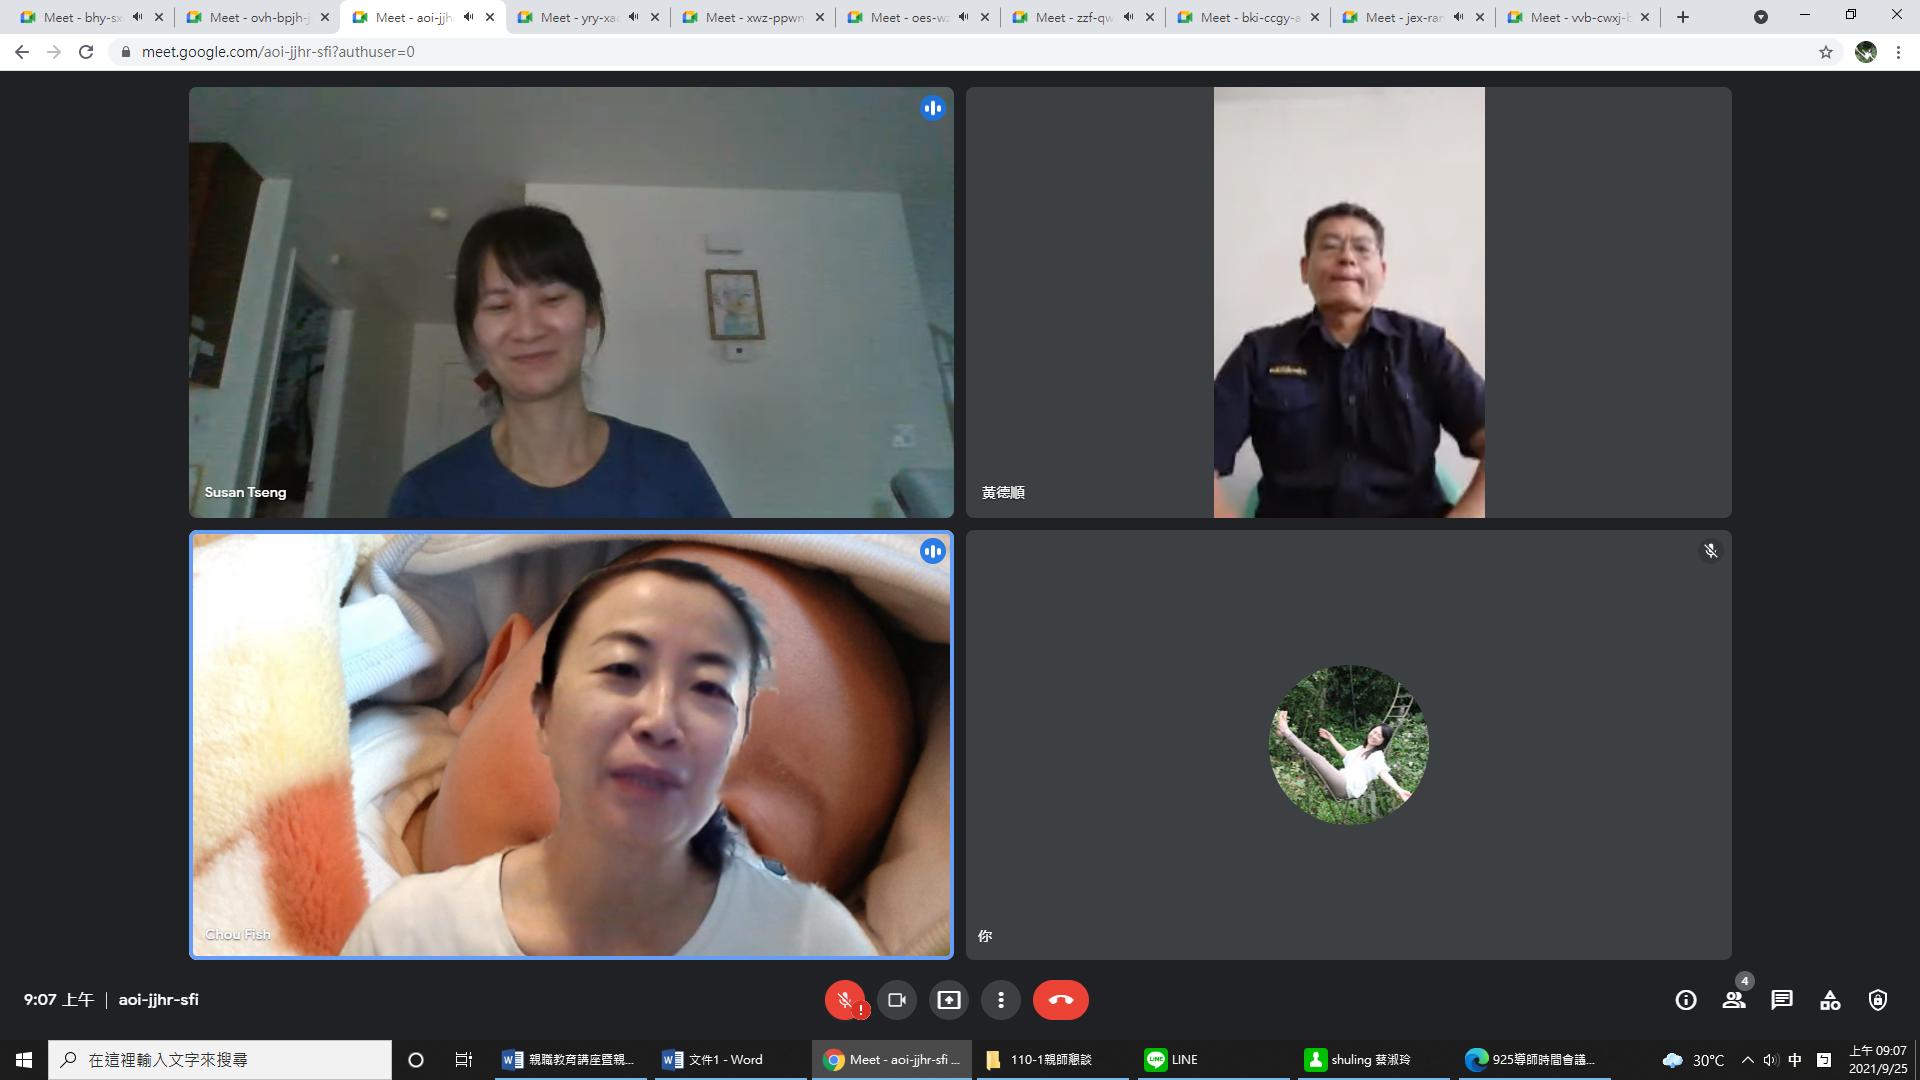 Meet - bhy-sx
Meet - ovh-bpjh-j
Meet - aoi-jjhr
Meet - yry-xac
Meet - xwz-ppwn
Meet - oes-wz
Meet - zzf-qw
Meet - bki-ccgy-a
Meet - jex-ran
Meet - vvb-cwxj-b
meet.google.com/aoi-jjhr-sfi?authuser=0
Susan Tseng
黃德順
Chou Fish
你
9:07 上午 | aoi-jjhr-sfi
4
在這裡輸入文字來搜尋
親職教育講座暨親...
文件1 - Word
Meet - aoi-jjhr-sfi ...
110-1親師懇談
LINE
shuling 蔡淑玲
925導師時間會議...
30°C
中
上午 09:07
2021/9/25